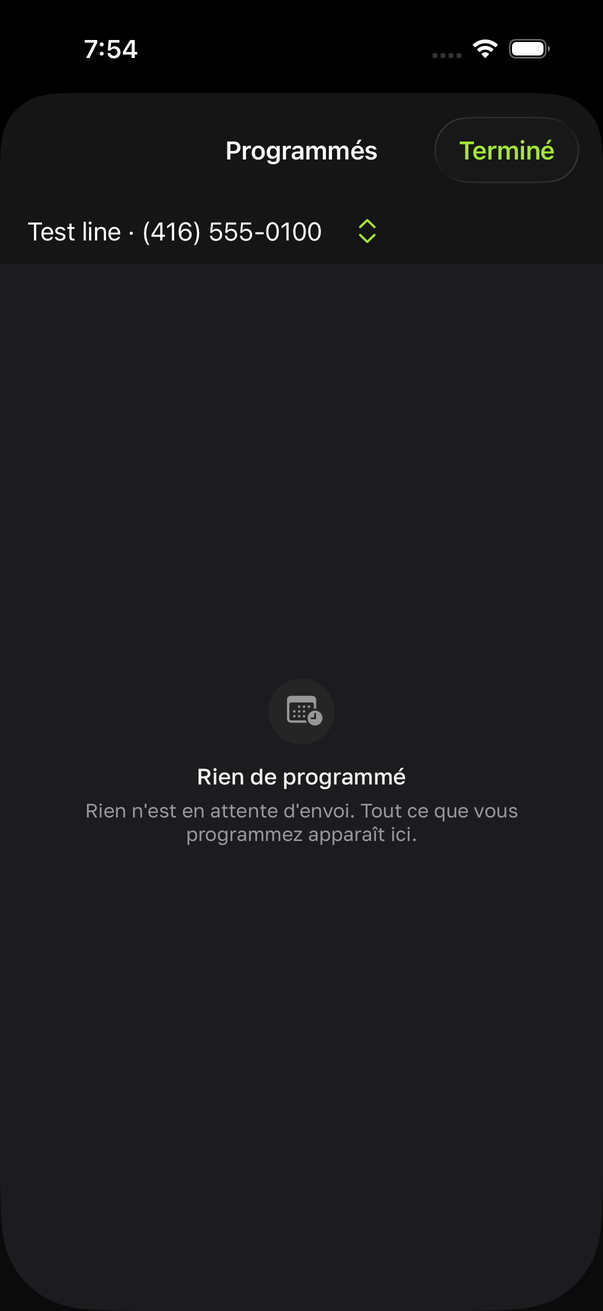 7:54
Programmés
Terminé
Test line · (416) 555-0100
Rien de programmé
Rien n'est en attente d'envoi. Tout ce que vous
programmez apparaît ici.